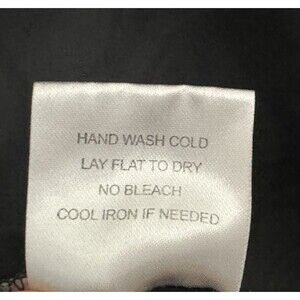 HAND WASH COLD
LAY FLAT TO DRY
NO BLEACH
COOL IRON IF NEEDED